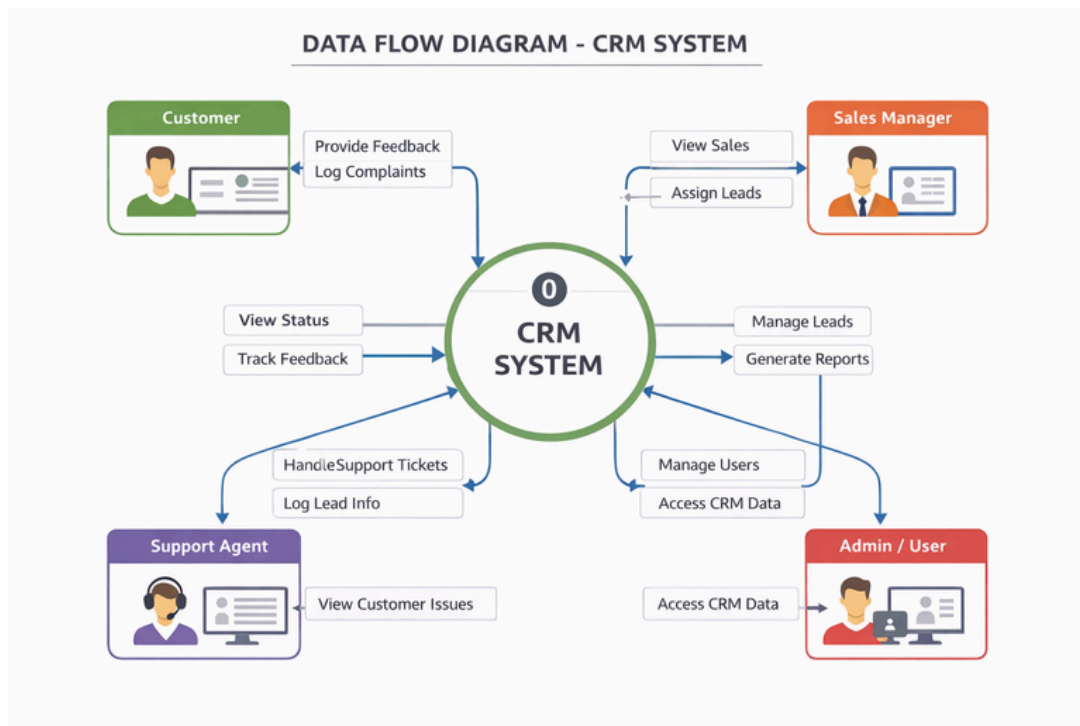 DATA FLOW DIAGRAM - CRM SYSTEM
Customer
Sales Manager
Provide Feedback
Log Complaints
View Sales
Assign Leads
0
CRM
SYSTEM
View Status
Track Feedback
Manage Leads
Generate Reports
HandleSupport Tickets
Log Lead Info
Manage Users
Access CRM Data
Support Agent
Admin / User
View Customer Issues
Access CRM Data